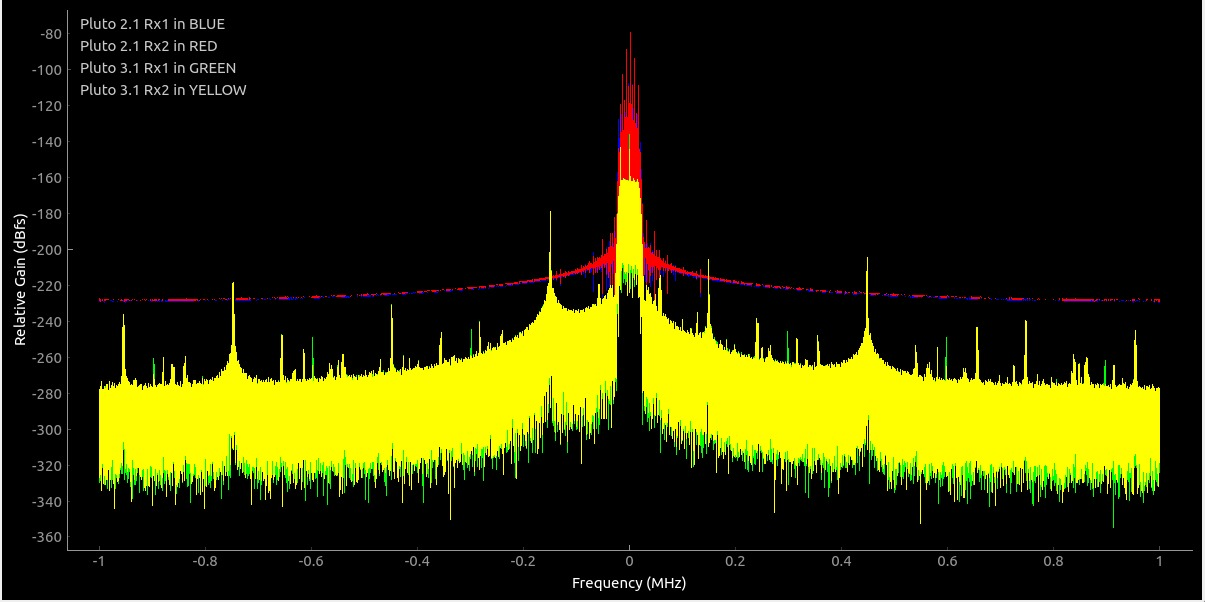 Pluto 2.1 Rx1 in BLUE
Pluto 2.1 Rx2 in RED
Pluto 3.1 Rx1 in GREEN
Pluto 3.1 Rx2 in YELLOW
Relative Gain (dBfs)
-80
-100
-120
-140
-160
-180
-200
-220
-240
-260
-280
-300
-320
-340
-360
-1 -0.8 -0.6 -0.4 -0.2 0 0.2 0.4 0.6 0.8 1
Frequency (MHz)